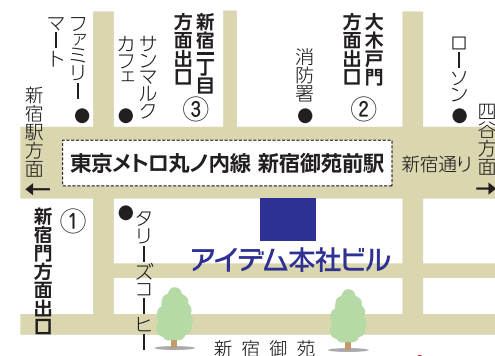 ファミリーマート
サンマルクカフェ
新宿一丁目方面出口
③
消防署
大木戸門方面出口
②
ローソン
四谷方面
新宿駅方面
東京メトロ丸ノ内線 新宿御苑前駅
新宿通り
新宿門方面出口
①
タリーズコーヒー
アイデム本社ビル
新宿御苑